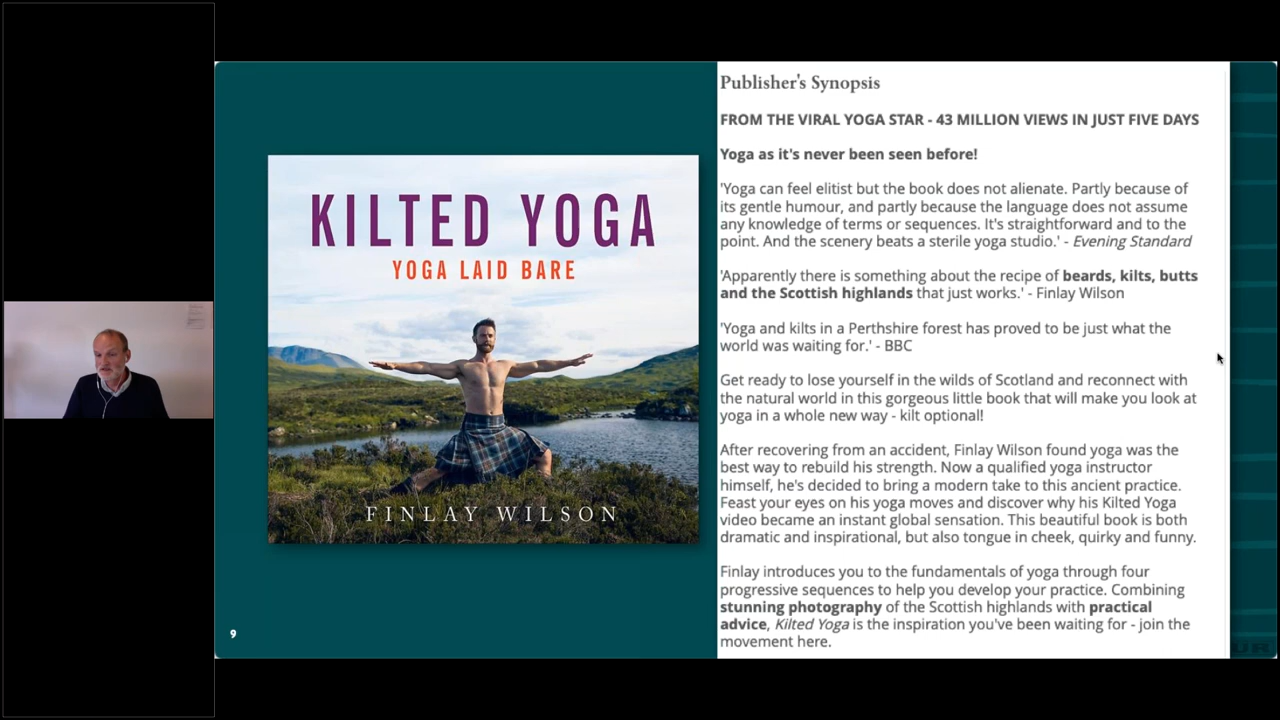 KILTED YOGA
YOGA LAID BARE
FINLAY WILSON
9
Publisher's Synopsis
FROM THE VIRAL YOGA STAR - 43 MILLION VIEWS IN JUST FIVE DAYS
Yoga as it's never been seen before!
'Yoga can feel elitist but the book does not alienate. Partly because of
its gentle humour, and partly because the language does not assume
any knowledge of terms or sequences. It's straightforward and to the
point. And the scenery beats a sterile yoga studio.' - Evening Standard
'Apparently there is something about the recipe of beards, kilts, butts
and the Scottish highlands that just works.' - Finlay Wilson
'Yoga and kilts in a Perthshire forest has proved to be just what the
world was waiting for.' - BBC
Get ready to lose yourself in the wilds of Scotland and reconnect with
the natural world in this gorgeous little book that will make you look at
yoga in a whole new way - kilt optional!
After recovering from an accident, Finlay Wilson found yoga was the
best way to rebuild his strength. Now a qualified yoga instructor
himself, he's decided to bring a modern take to this ancient practice.
Feast your eyes on his yoga moves and discover why his Kilted Yoga
video became an instant global sensation. This beautiful book is both
dramatic and inspirational, but also tongue in cheek, quirky and funny.
Finlay introduces you to the fundamentals of yoga through four
progressive sequences to help you develop your practice. Combining
stunning photography of the Scottish highlands with practical
advice, Kilted Yoga is the inspiration you've been waiting for - join the
movement here.